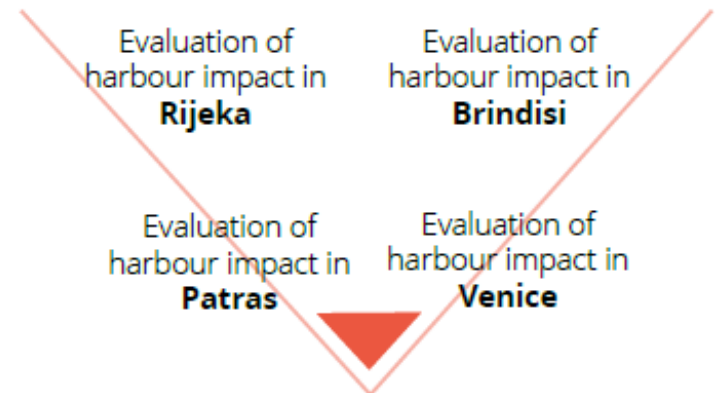 Evaluation of
harbour impact in
Rijeka
Evaluation of
harbour impact in
Brindisi
Evaluation of
harbour impact in
Patras
Evaluation of
harbour impact in
Venice